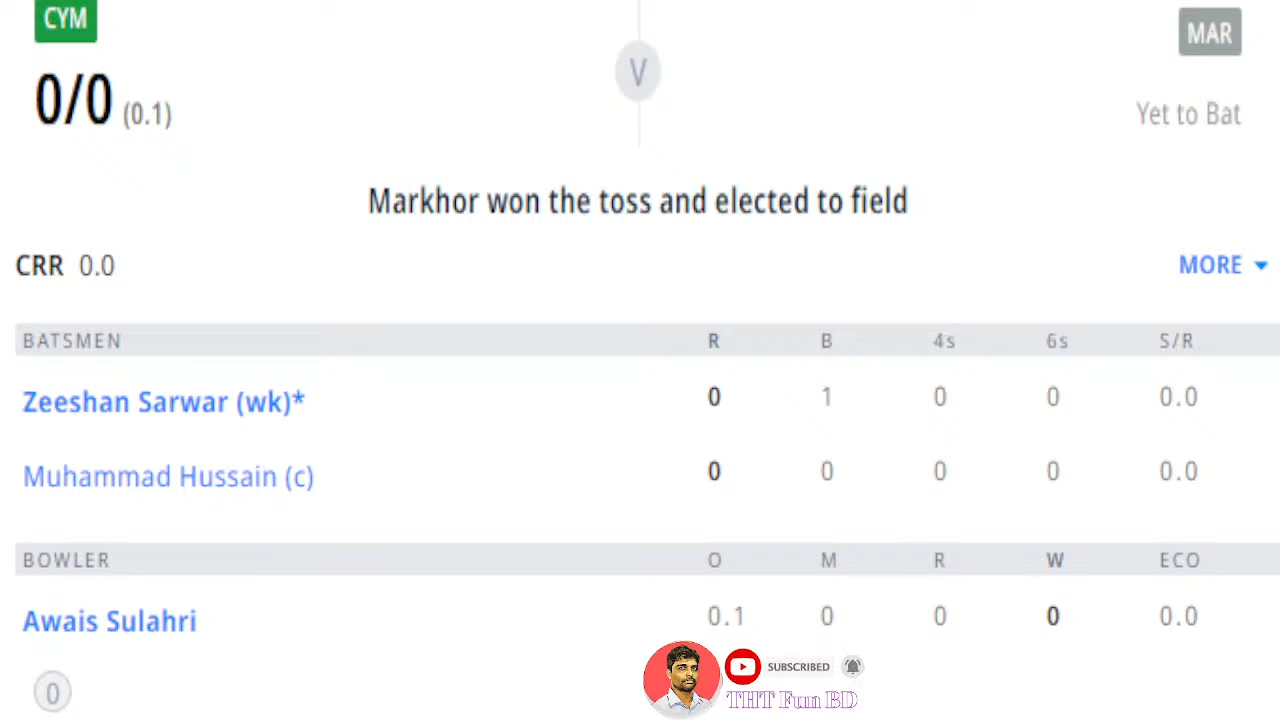 CYM
V
MAR
0/0 (0.1)
Yet to Bat
Markhor won the toss and elected to field
CRR 0.0
MORE
BATSMEN R B 4s 6s S/R
Zeeshan Sarwar (wk)* 0 1 0 0 0.0
Muhammad Hussain (c) 0 0 0 0 0.0
BOWLER O M R W ECO
Awais Sulahri 0.1 0 0 0 0.0
SUBSCRIBED
0
THT Fun BD